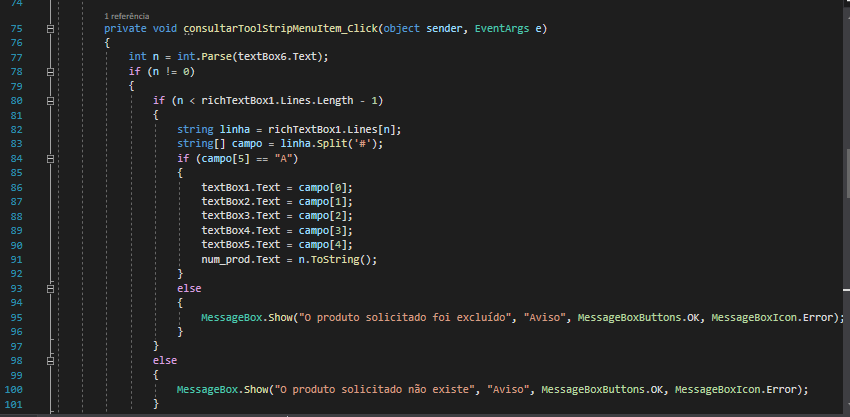 74
1 referência
75 private void consultarToolStripMenuItem_Click(object sender, EventArgs e)
76 {
77 int n = int.Parse(textBox6.Text);
78 if (n != 0)
79 {
80 if (n < richTextBox1.Lines.Length - 1)
81 {
82 string linha = richTextBox1.Lines[n];
83 string[] campo = linha.Split('#');
84 if (campo[5] == "A")
85 {
86 textBox1.Text = campo[0];
87 textBox2.Text = campo[1];
88 textBox3.Text = campo[2];
89 textBox4.Text = campo[3];
90 textBox5.Text = campo[4];
91 num_prod.Text = n.ToString();
92 }
93 else
94 {
95 MessageBox.Show("O produto solicitado foi excluído", "Aviso", MessageBoxButtons.OK, MessageBoxIcon.Error);
96 }
97 }
98 else
99 {
100 MessageBox.Show("O produto solicitado não existe", "Aviso", MessageBoxButtons.OK, MessageBoxIcon.Error);
101 }